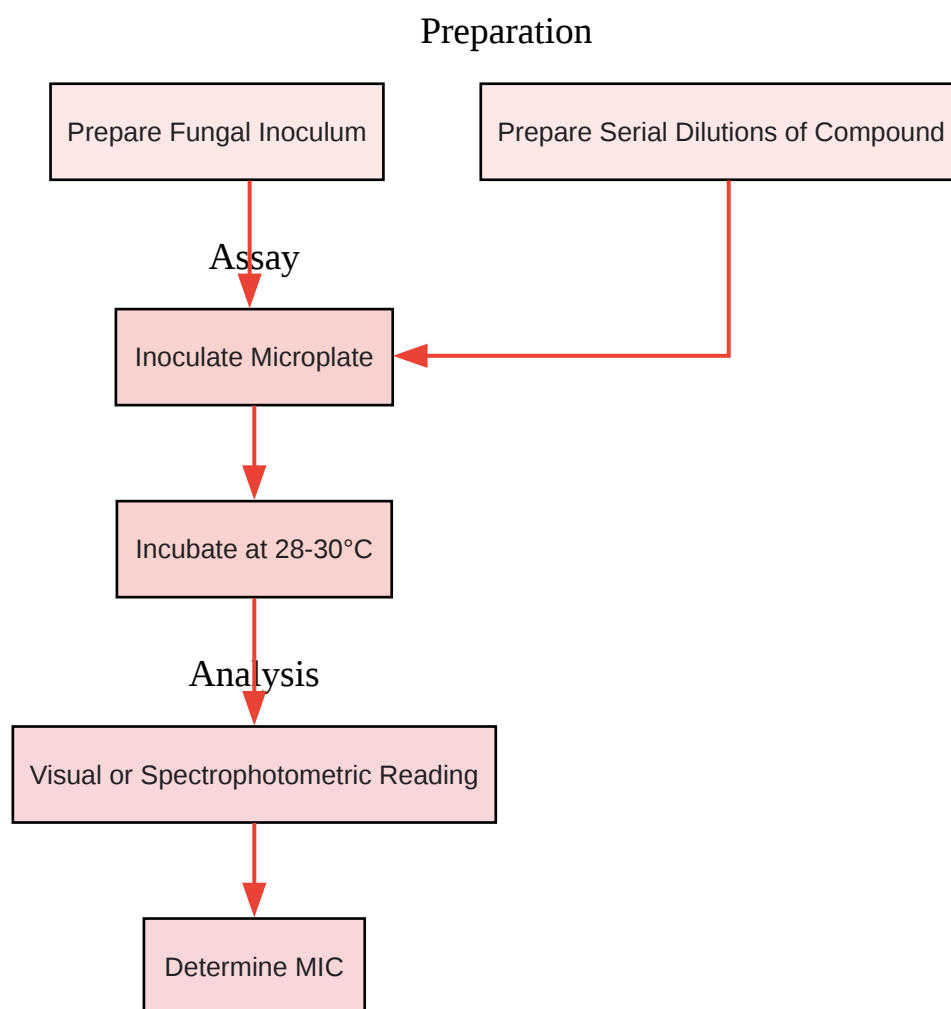 Preparation
Prepare Fungal Inoculum
Prepare Serial Dilutions of Compound
Assay
Inoculate Microplate
Incubate at 28-30°C
Analysis
Visual or Spectrophotometric Reading
Determine MIC